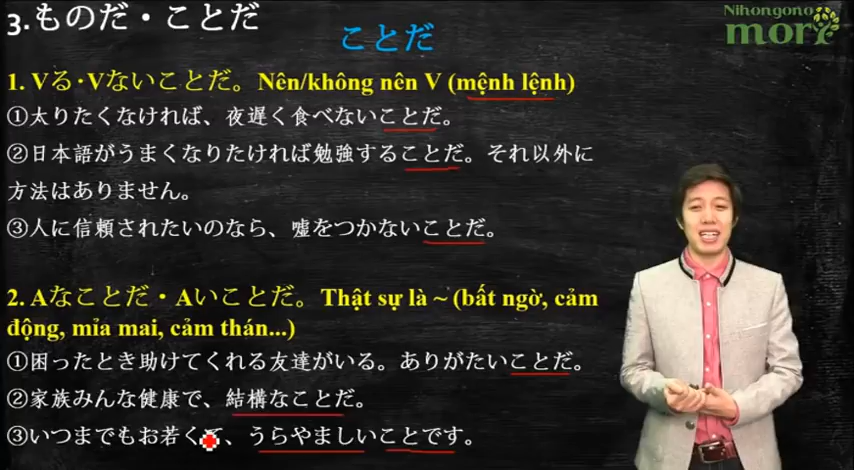 3.ものだ・ことだ
ことだ
Nihongono
mori
1. Vる・Vないことだ。Nên/không nên V (mệnh lệnh)
①太りたくなければ、夜遅く食べないことだ。
②日本語がうまくなりたければ勉強することだ。それ以外に
方法はありません。
③人に信頼されたいのなら、嘘をつかないことだ。
2. Aなことだ・Aいことだ。Thật sự là ~ (bất ngờ, cảm
động, mỉa mai, cảm thán...)
①困ったとき助けてくれる友達がいる。ありがたいことだ。
②家族みんな健康で、結構なことだ。
③いつまでもお若く、うらやましいことです。